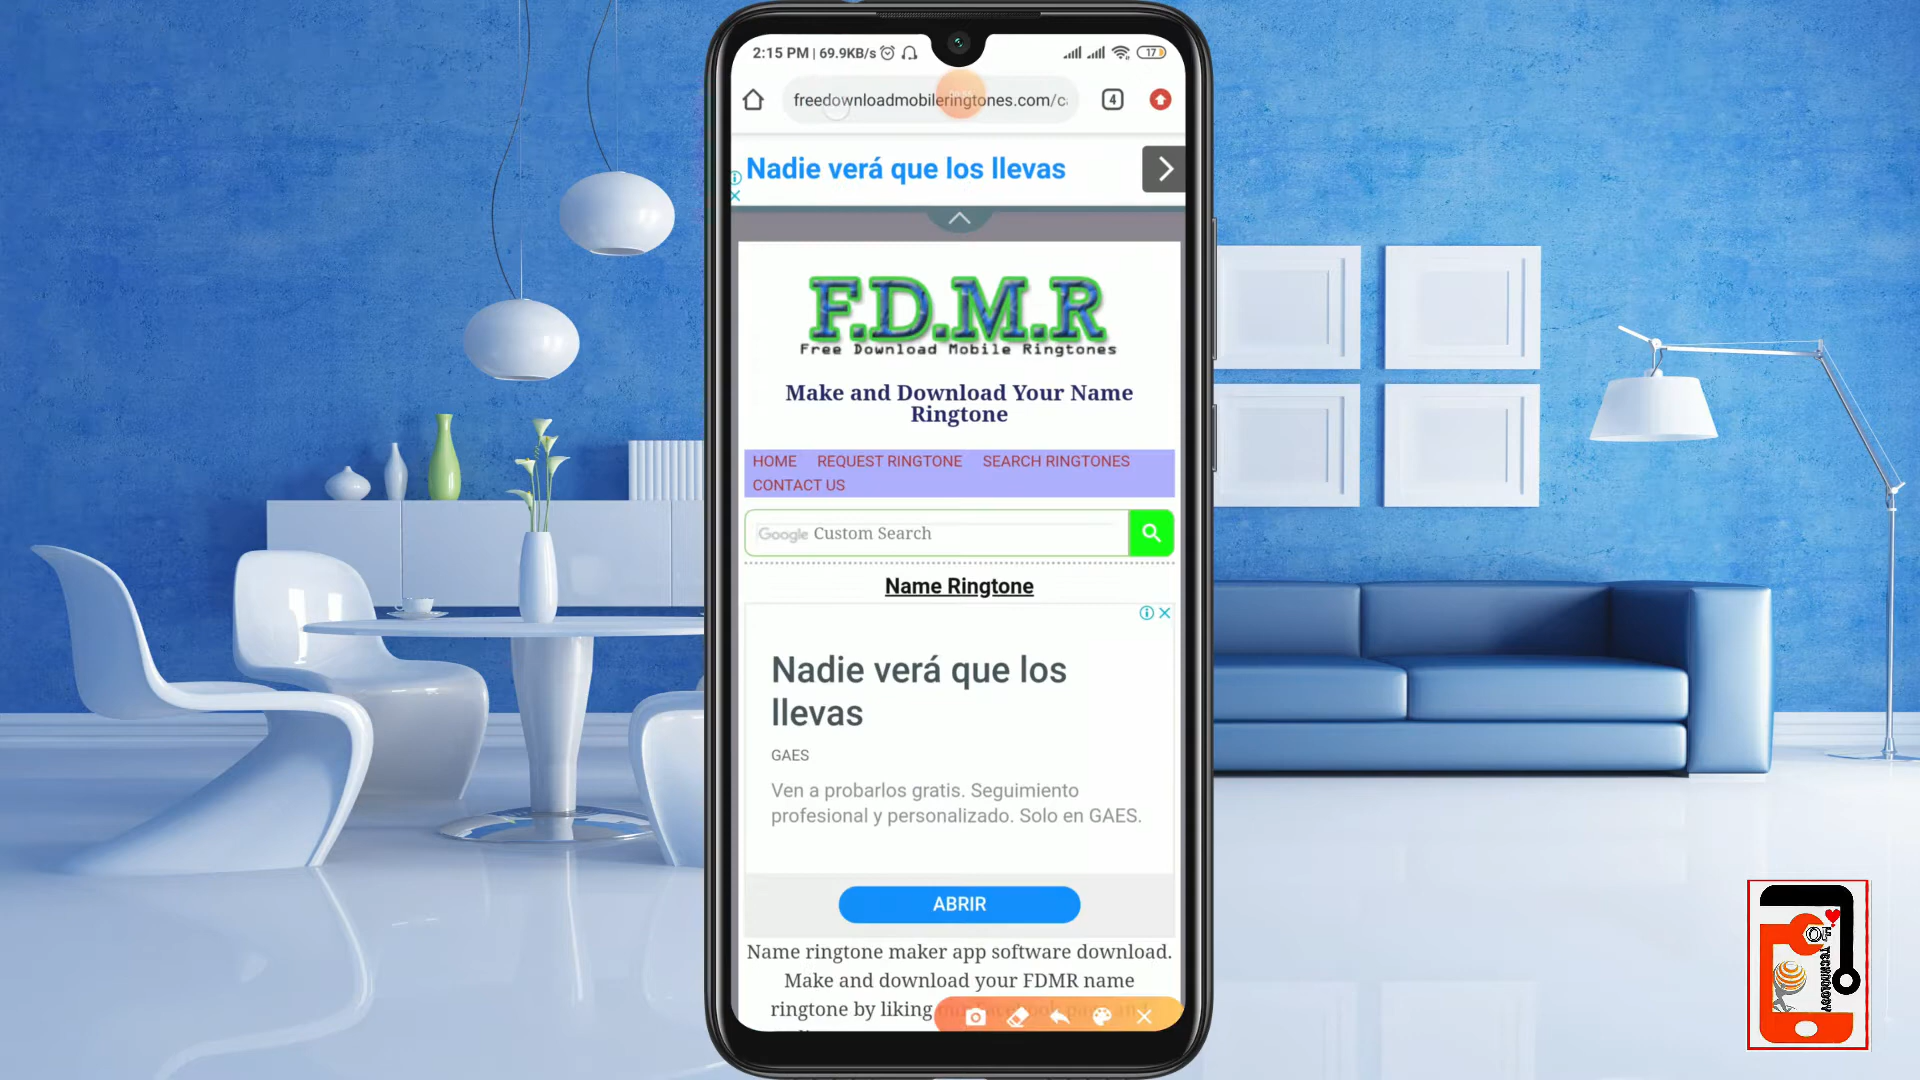 2:15 PM | 69.9KB/s
17
freedownloadmobileringtones.com/c
4
Nadie verá que los llevas
F.D.M.R
Free Download Mobile Ringtones
Make and Download Your Name
Ringtone
HOME REQUEST RINGTONE SEARCH RINGTONES
CONTACT US
Google Custom Search
Name Ringtone
Nadie verá que los
llevas
GAES
Ven a probarlos gratis. Seguimiento
profesional y personalizado. Solo en GAES.
ABRIR
Name ringtone maker app software download.
Make and download your FDMR name
ringtone by liking
TECHNOLOGY